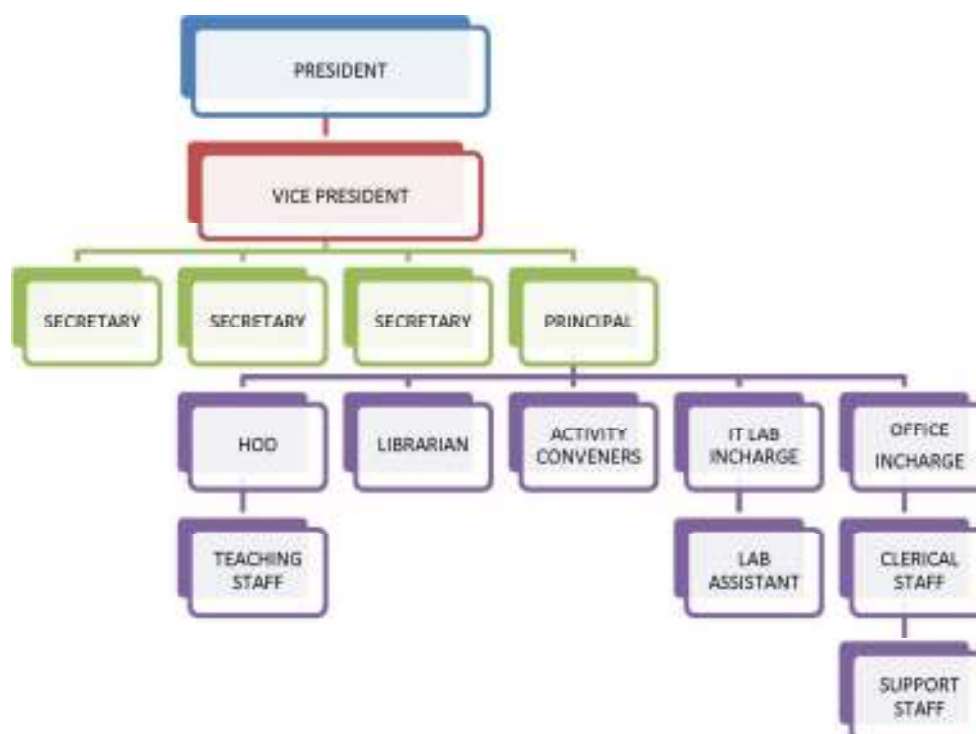 PRESIDENT
VICE PRESIDENT
SECRETARY
SECRETARY
SECRETARY
PRINCIPAL
HOD
LIBRARIAN
ACTIVITY
CONVENERS
IT LAB
INCHARGE
OFFICE
INCHARGE
TEACHING
STAFF
LAB
ASSISTANT
CLERICAL
STAFF
SUPPORT
STAFF